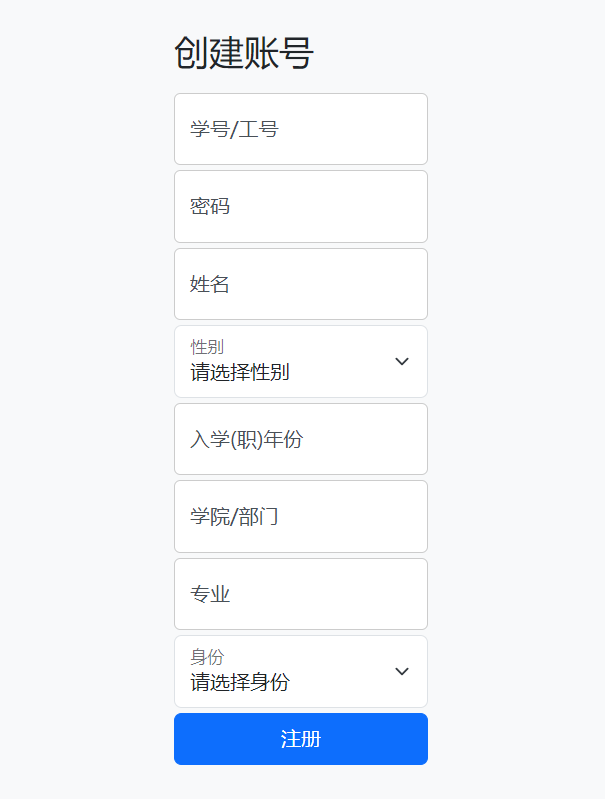 创建账号
学号/工号
密码
姓名
性别
请选择性别
入学(职)年份
学院/部门
专业
身份
请选择身份
注册